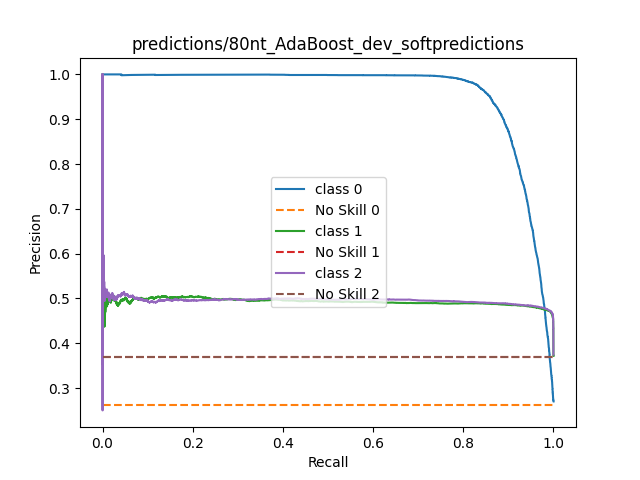 predictions/80nt_AdaBoost_dev_softpredictions
1.0
0.9
0.8
0.7
0.6
0.5
0.4
0.3
Precision
class 0
No Skill 0
class 1
No Skill 1
class 2
No Skill 2
0.0 0.2 0.4 0.6 0.8 1.0
Recall